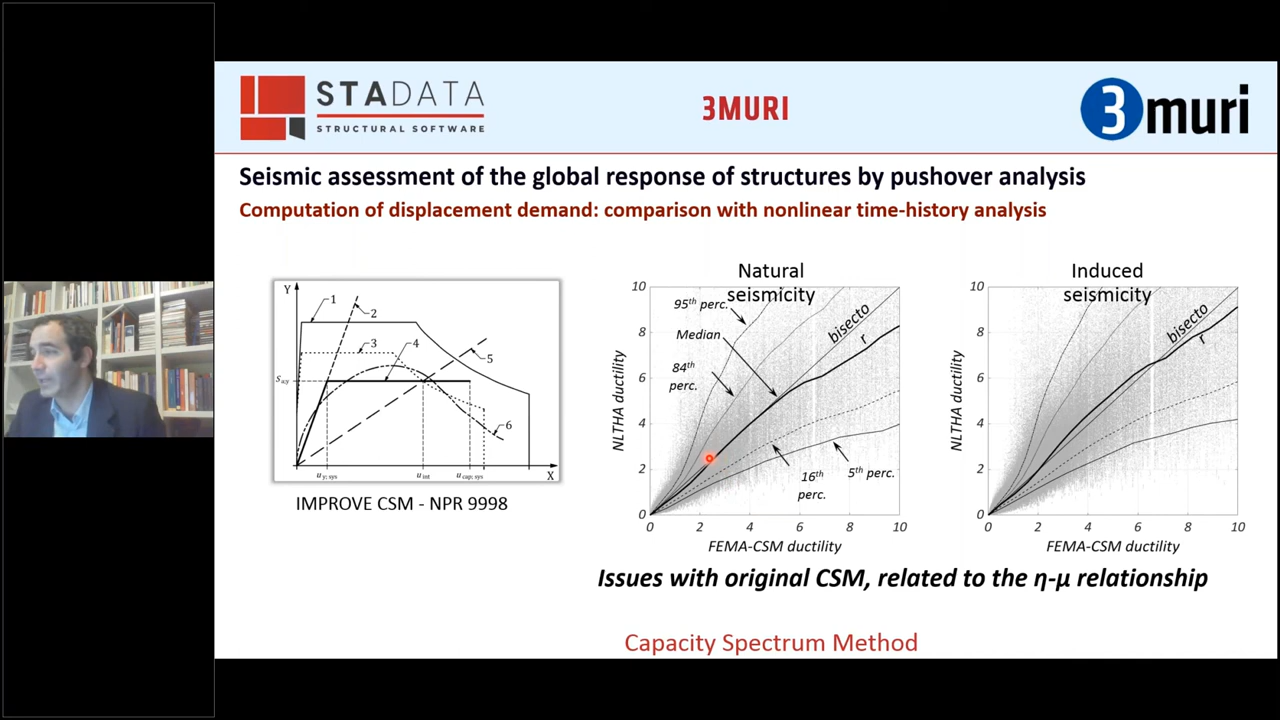 STADATA
STRUCTURAL SOFTWARE
3MURI
3muri
Seismic assessment of the global response of structures by pushover analysis
Computation of displacement demand: comparison with nonlinear time-history analysis
Y
1
2
3
4
5
6
S_a;y
u_y; sys
u_int
u_cap; sys
X
IMPROVE CSM - NPR 9998
Natural
seismicity
10
8
6
4
2
0
NLTHA ductility
95th perc.
Median
84th
perc.
bisecto
r
16th
perc.
5th perc.
0 2 4 6 8 10
FEMA-CSM ductility
Induced
seismicity
10
8
6
4
2
0
NLTHA ductility
bisecto
r
0 2 4 6 8 10
FEMA-CSM ductility
Issues with original CSM, related to the η-μ relationship
Capacity Spectrum Method